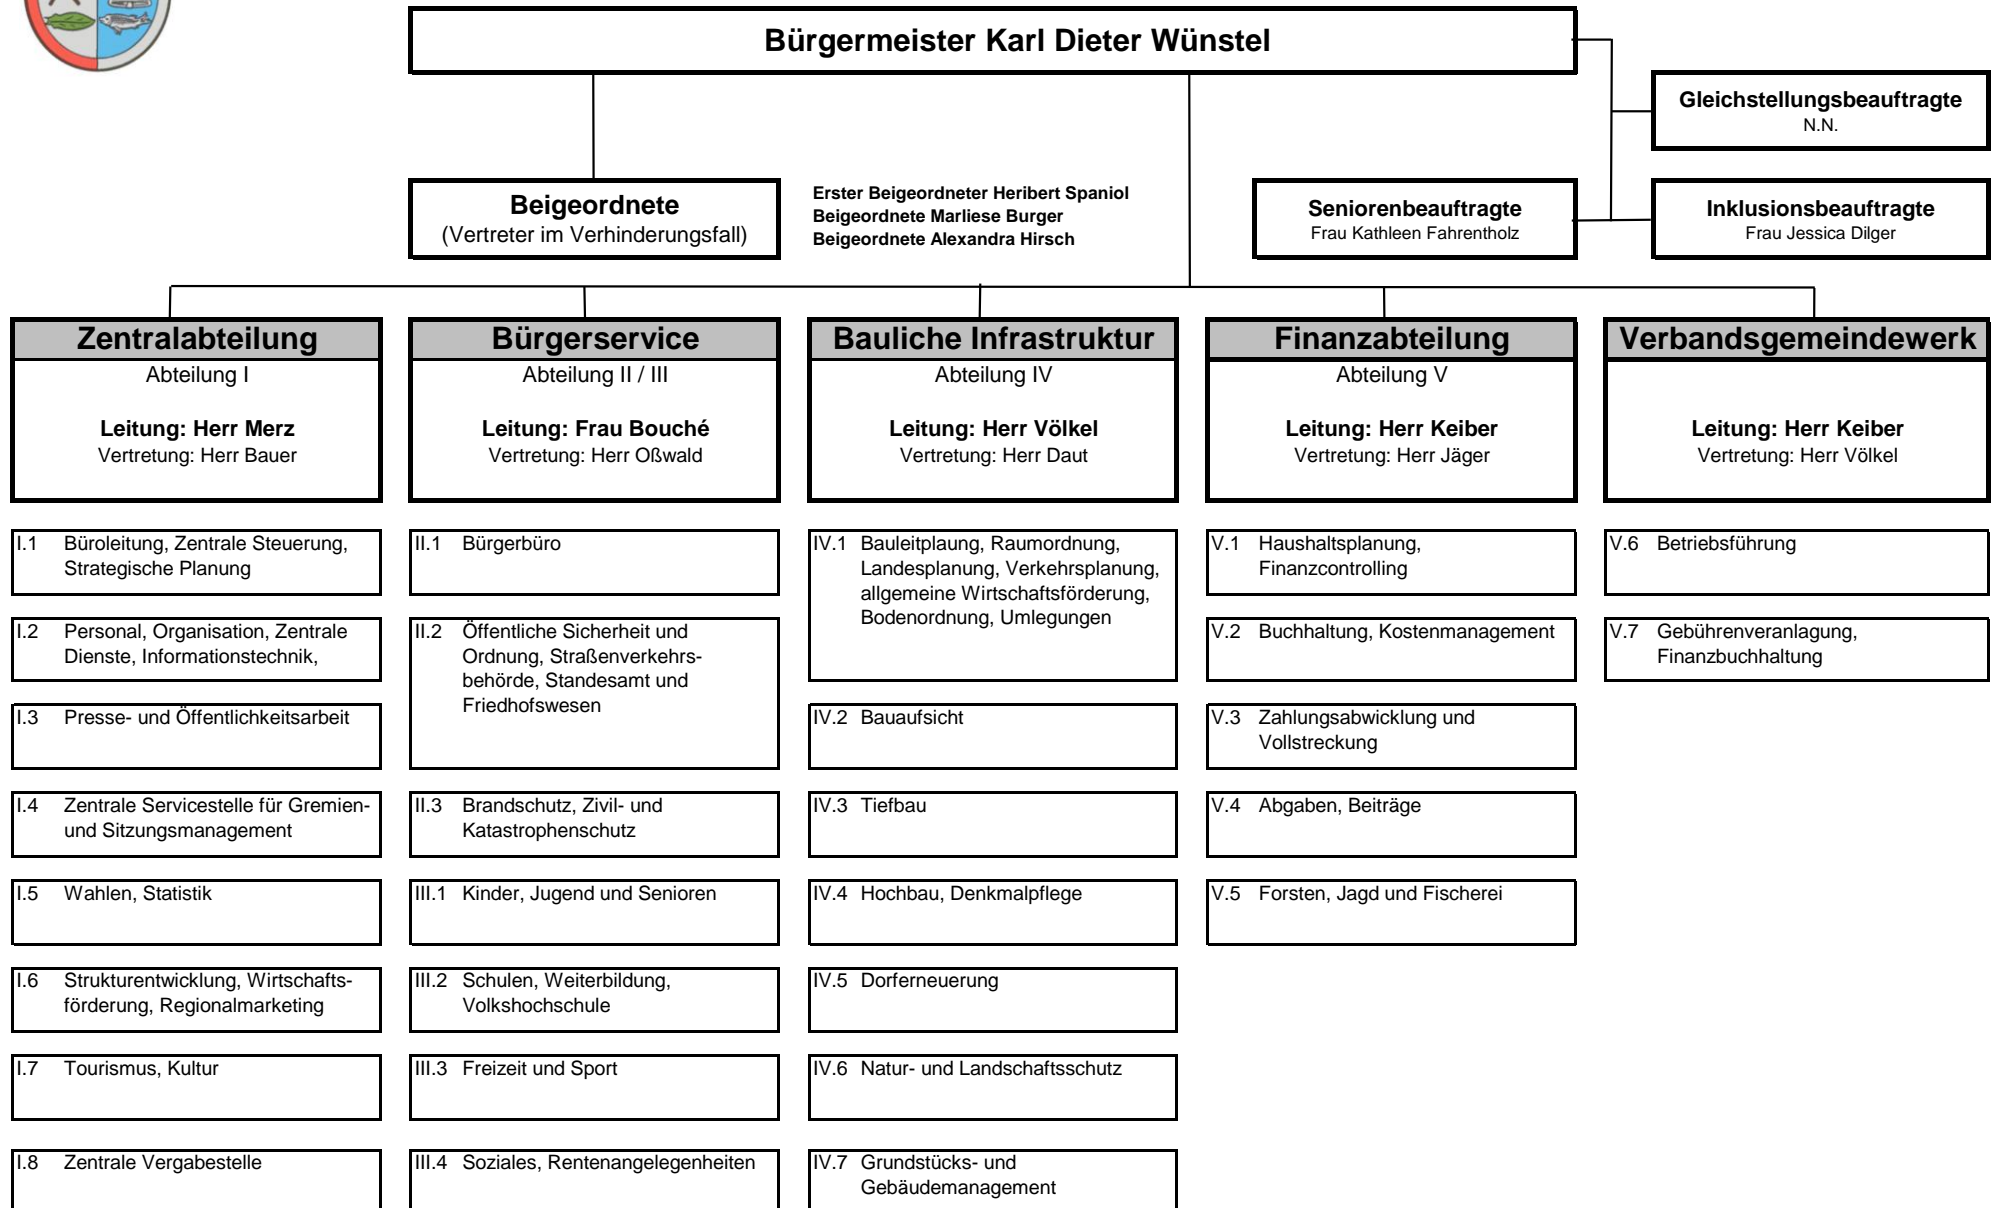 Bürgermeister Karl Dieter Wünstel
Gleichstellungsbeauftragte
N.N.
Beigeordnete
(Vertreter im Verhinderungsfall)
Erster Beigeordneter Heribert Spaniol
Beigeordnete Marliese Burger
Beigeordnete Alexandra Hirsch
Seniorenbeauftragte
Frau Kathleen Fahrentholz
Inklusionsbeauftragte
Frau Jessica Dilger
Zentralabteilung
Abteilung I
Leitung: Herr Merz
Vertretung: Herr Bauer
I.1 Büroleitung, Zentrale Steuerung,
Strategische Planung
I.2 Personal, Organisation, Zentrale
Dienste, Informationstechnik,
I.3 Presse- und Öffentlichkeitsarbeit
I.4 Zentrale Servicestelle für Gremien-
und Sitzungsmanagement
I.5 Wahlen, Statistik
I.6 Strukturentwicklung, Wirtschafts-
förderung, Regionalmarketing
I.7 Tourismus, Kultur
I.8 Zentrale Vergabestelle
Bürgerservice
Abteilung II / III
Leitung: Frau Bouché
Vertretung: Herr Oßwald
II.1 Bürgerbüro
II.2 Öffentliche Sicherheit und
Ordnung, Straßenverkehrs-
behörde, Standesamt und
Friedhofswesen
II.3 Brandschutz, Zivil- und
Katastrophenschutz
III.1 Kinder, Jugend und Senioren
III.2 Schulen, Weiterbildung,
Volkshochschule
III.3 Freizeit und Sport
III.4 Soziales, Rentenangelegenheiten
Bauliche Infrastruktur
Abteilung IV
Leitung: Herr Völkel
Vertretung: Herr Daut
IV.1 Bauleitplaung, Raumordnung,
Landesplanung, Verkehrsplanung,
allgemeine Wirtschaftsförderung,
Bodenordnung, Umlegungen
IV.2 Bauaufsicht
IV.3 Tiefbau
IV.4 Hochbau, Denkmalpflege
IV.5 Dorferneuerung
IV.6 Natur- und Landschaftsschutz
IV.7 Grundstücks- und
Gebäudemanagement
Finanzabteilung
Abteilung V
Leitung: Herr Keiber
Vertretung: Herr Jäger
V.1 Haushaltsplanung,
Finanzcontrolling
V.2 Buchhaltung, Kostenmanagement
V.3 Zahlungsabwicklung und
Vollstreckung
V.4 Abgaben, Beiträge
V.5 Forsten, Jagd und Fischerei
Verbandsgemeindewerk
Leitung: Herr Keiber
Vertretung: Herr Völkel
V.6 Betriebsführung
V.7 Gebührenveranlagung,
Finanzbuchhaltung